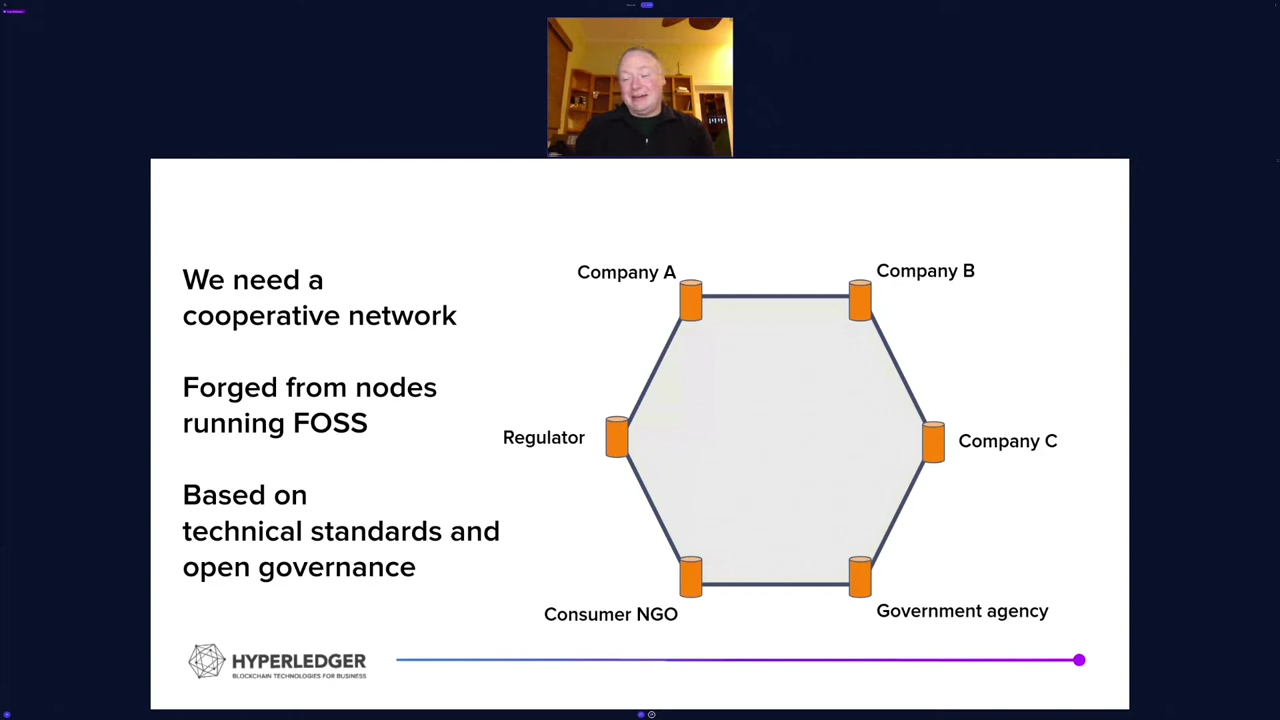 We need a
cooperative network
Forged from nodes
running FOSS
Based on
technical standards and
open governance
Company A
Company B
Regulator
Company C
Consumer NGO
Government agency
HYPERLEDGER
BLOCKCHAIN TECHNOLOGIES FOR BUSINESS